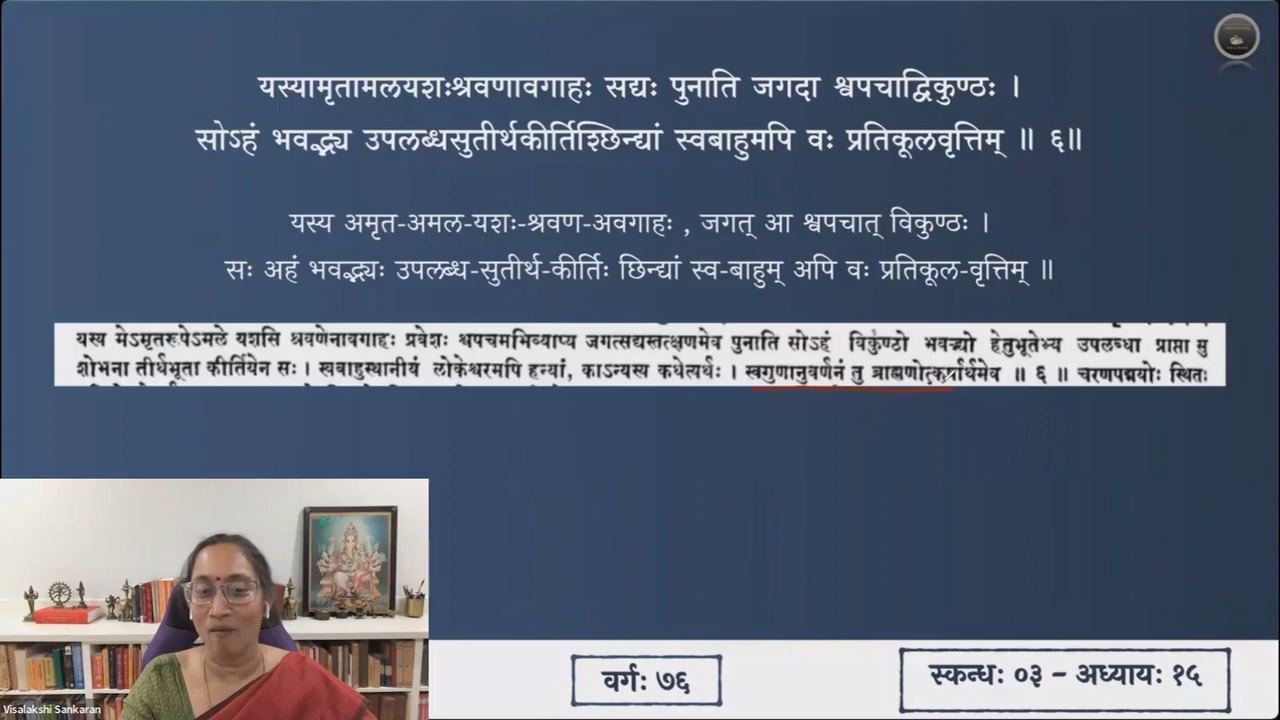 यस्यामृतामलयशःश्रवणावगाहः सद्यः पुनाति जगदा श्वपचाद्विकुण्ठः ।
सोऽहं भवद्भ्य उपलब्धसुतीर्थकीर्तिश्छिन्द्यां स्वबाहुमपि वः प्रतिकूलवृत्तिम् ॥ ६॥
यस्य अमृत-अमल-यशः-श्रवण-अवगाहः , जगत् आ श्वपचात् विकुण्ठः ।
सः अहं भवद्भ्यः उपलब्ध-सुतीर्थ-कीर्तिः छिन्द्यां स्व-बाहुम् अपि वः प्रतिकूल-वृत्तिम् ॥
यस्य मेऽमृतरूपेऽमले यशसि श्रवणेनावगाहः प्रवेशः श्वपचमभिव्याप्य जगत्सद्यस्तत्क्षणमेव पुनाति सोऽहं विकुण्ठो भवद्भ्यो हेतुभूतेभ्य उपलब्धा प्राप्ता सु
शोभना तीर्थभूता कीर्तिर्येन सः । स्वबाहुस्थानीयं लोकेश्वरमपि हन्यां, काऽन्यस्य कथेत्यर्थः । स्वगुणानुवर्णनं तु ब्राह्मणोत्कर्षार्थमेव ॥ ६ ॥ चरणपद्मयोः स्थितः
Visalakshi Sankaran
वर्गः ७६
स्कन्धः ०३ – अध्यायः १५